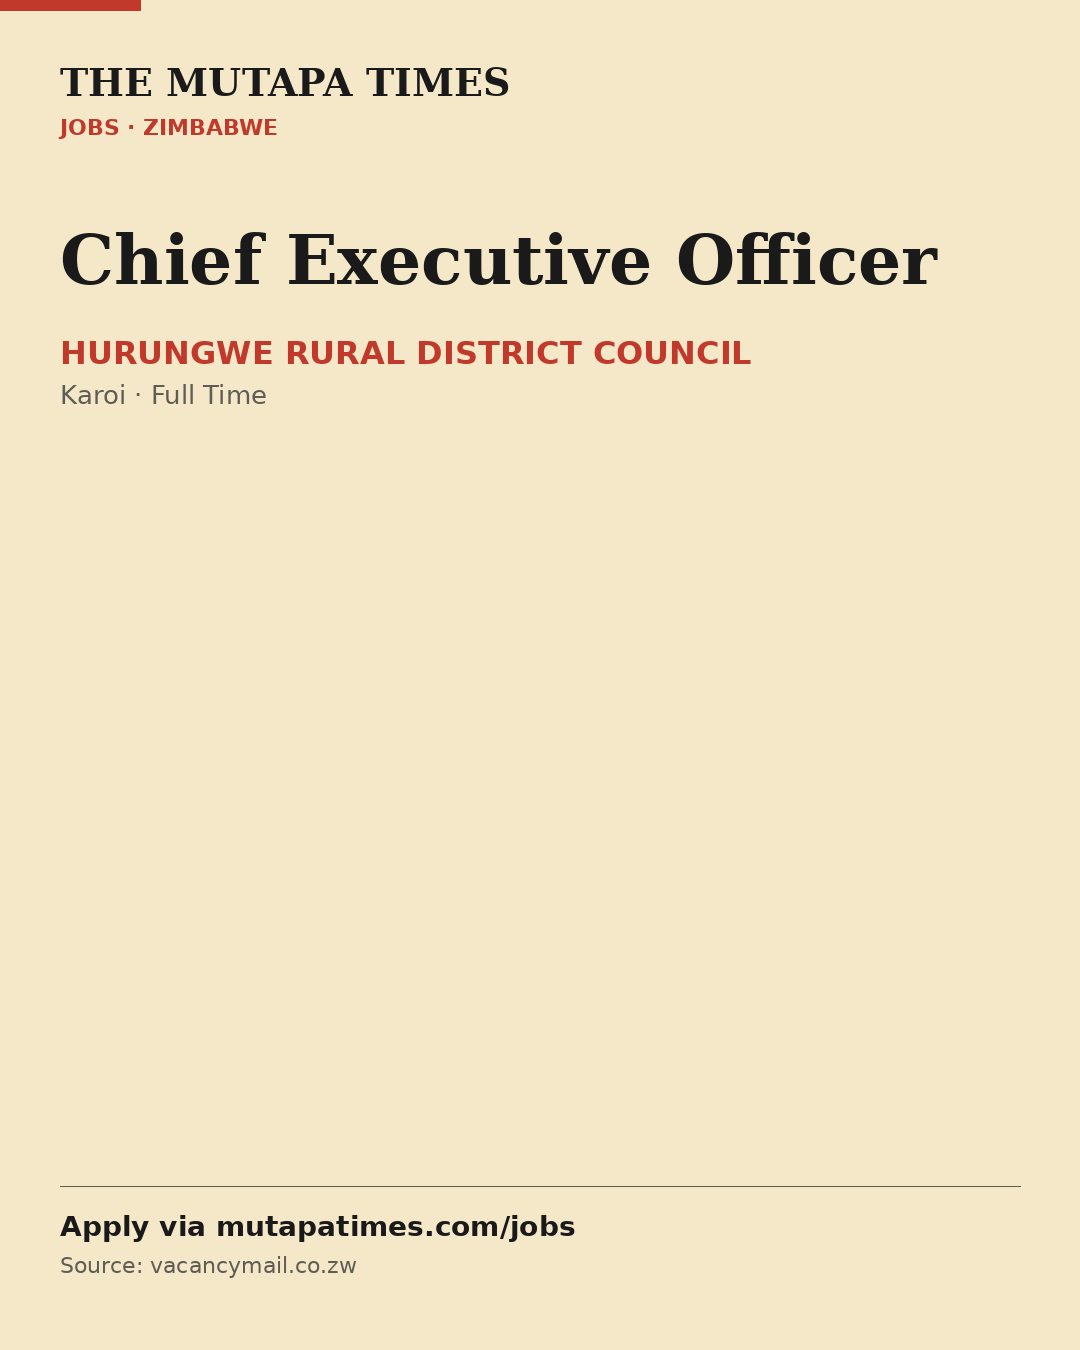 THE MUTAPA TIMES
JOBS · ZIMBABWE
Chief Executive Officer
HURUNGWE RURAL DISTRICT COUNCIL
Karoi · Full Time
Apply via mutapatimes.com/jobs
Source: vacancymail.co.zw